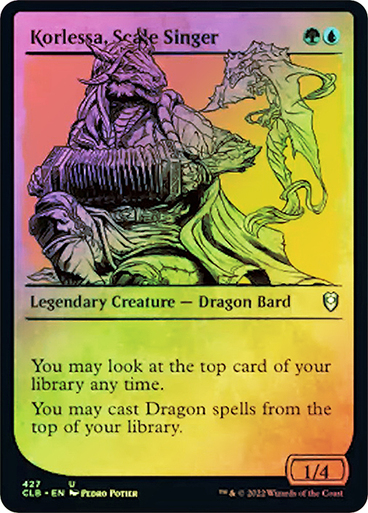 Korlessa, Scale Singer
Legendary Creature — Dragon Bard
You may look at the top card of your
library any time.
You may cast Dragon spells from the
top of your library.
1/4
427 U
CLB • EN Pedro Potier
™ & © 2022 Wizards of the Coast